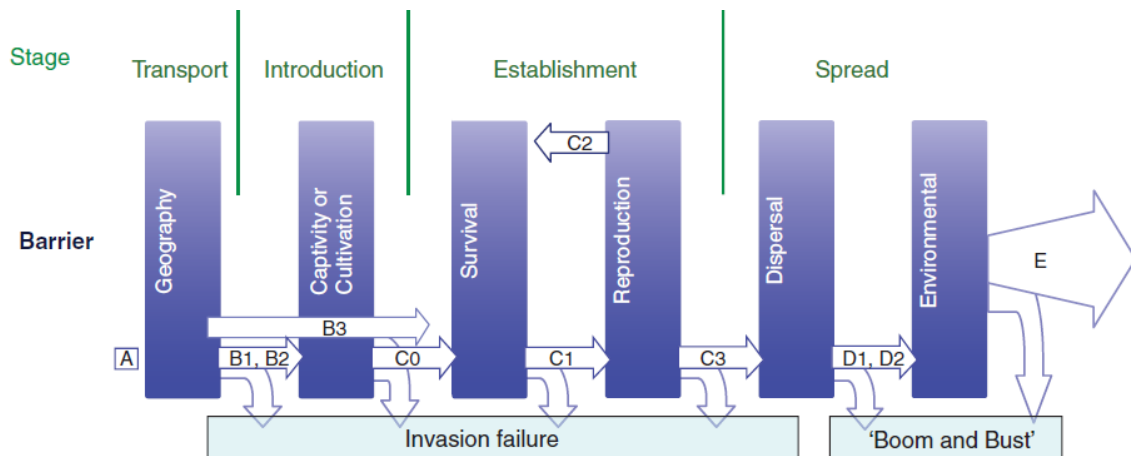 Stage
Transport
Introduction
Establishment
Spread
C2
Barrier
Geography
Captivity or
Cultivation
Survival
Reproduction
Dispersal
Environmental
E
B3
A
B1, B2
C0
C1
C3
D1, D2
Invasion failure
‘Boom and Bust’